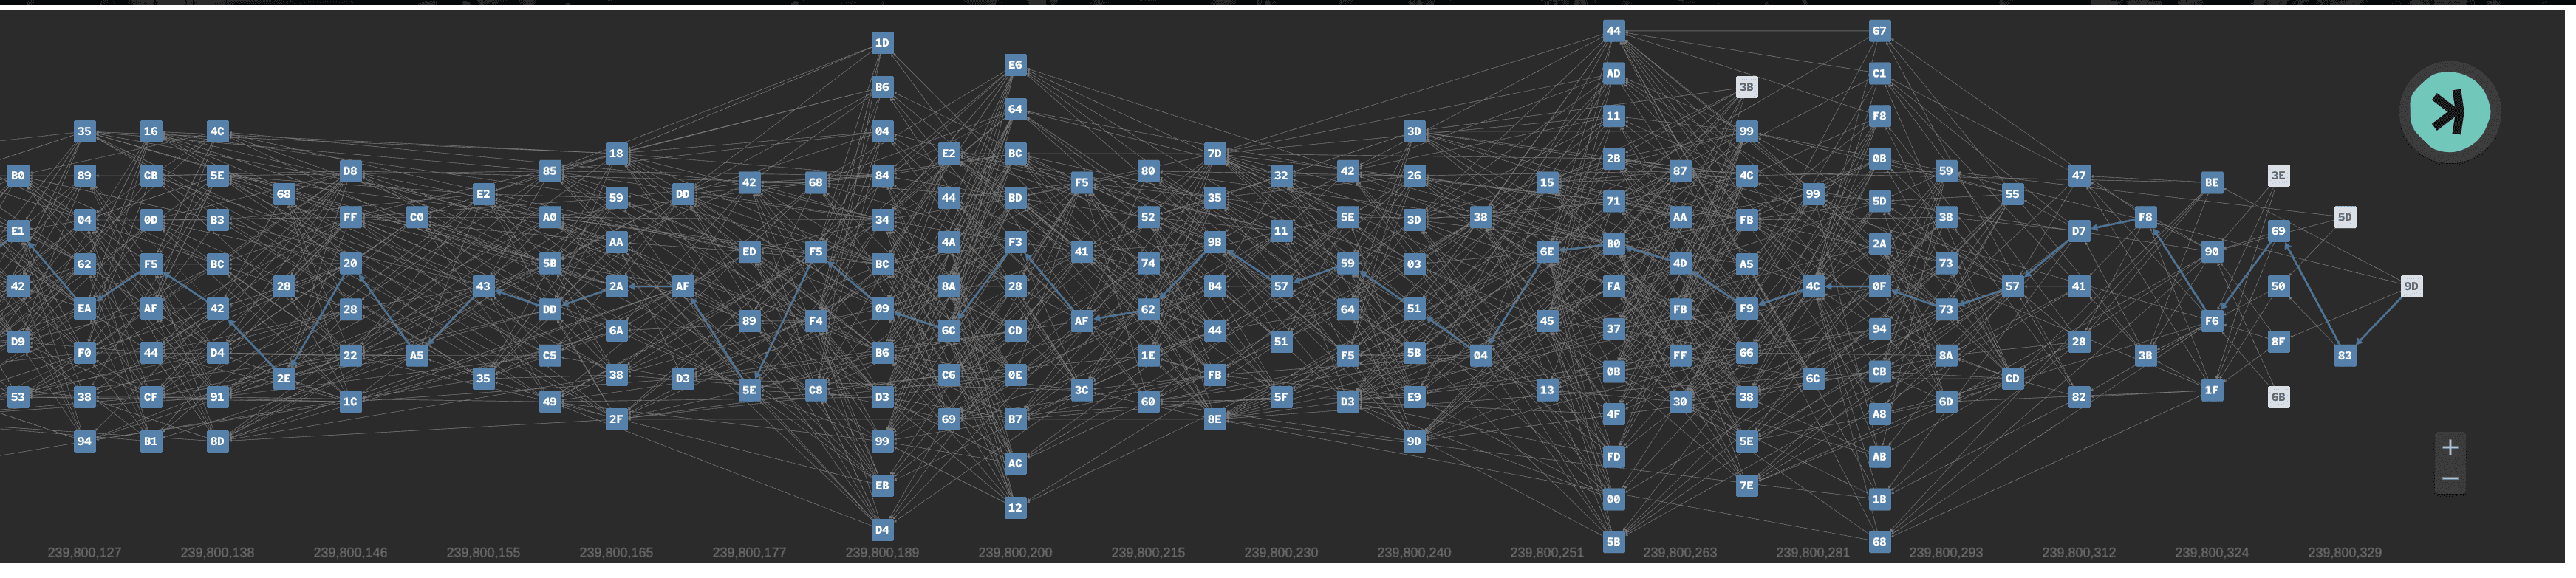 B0 E1 42 D9 53
35 89 04 62 EA F0 38 94
16 CB 0D F5 AF 44 CF B1
4C 5E B3 BC 42 D4 91 8D
68 28 2E
D8 FF 20 28 22 1C
C0 A5
E2 43 35
85 A0 5B DD C5 49
18 59 AA 2A 6A 38 2F
DD AF D3
42 ED 89 5E
68 F5 F4 C8
1D B6 04 84 34 BC 09 B6 D3 99 EB D4
E2 44 4A 8A 6C C6 69
E6 64 BC BD F3 28 CD 0E B7 AC 12
F5 41 AF 3C
80 52 74 62 1E 60
7D 35 9B B4 44 FB 8E
32 11 57 51 5F
42 5E 59 64 F5 D3
3D 26 3D 03 51 5B E9 9D
38 04
15 6E 45 13
44 AD 11 2B 71 B0 FA 37 0B 4F FD 00 5B
87 AA 4D FB FF 30
3B 99 4C FB A5 F9 66 38 5E 7E
99 4C 6C
67 C1 F8 0B 5D 2A 0F 94 CB A8 AB 1B 68
59 38 73 73 8A 6D
55 57 CD
47 D7 41 28 82
F8 3B
BE 90 F6 1F
3E 69 50 8F 6B
5D 83
9D
+
−
239,800,127 239,800,138 239,800,146 239,800,155 239,800,165 239,800,177 239,800,189 239,800,200 239,800,215 239,800,230 239,800,240 239,800,251 239,800,263 239,800,281 239,800,293 239,800,312 239,800,324 239,800,329